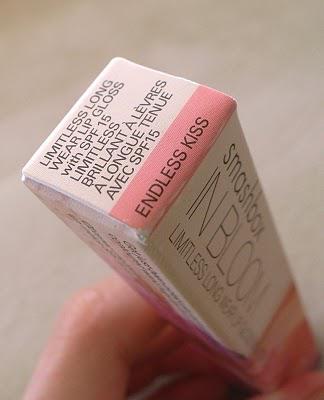 LIMITLESS LONG
WEAR LIP GLOSS
with SPF 15
LIMITLESS
BRILLANT À LÈVRES
À LONGUE TENUE
AVEC SPF15
ENDLESS KISS
smashbox
IN BLOOM
LIMITLESS LONG WEAR LIP GLOSS